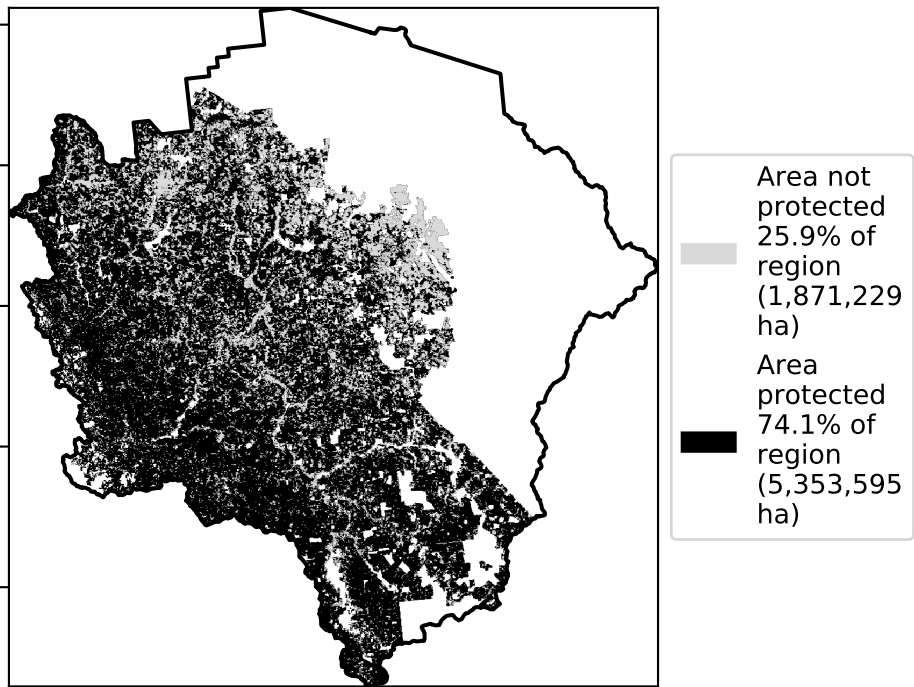 Area not
protected
25.9% of
region
(1,871,229
ha)
Area
protected
74.1% of
region
(5,353,595
ha)